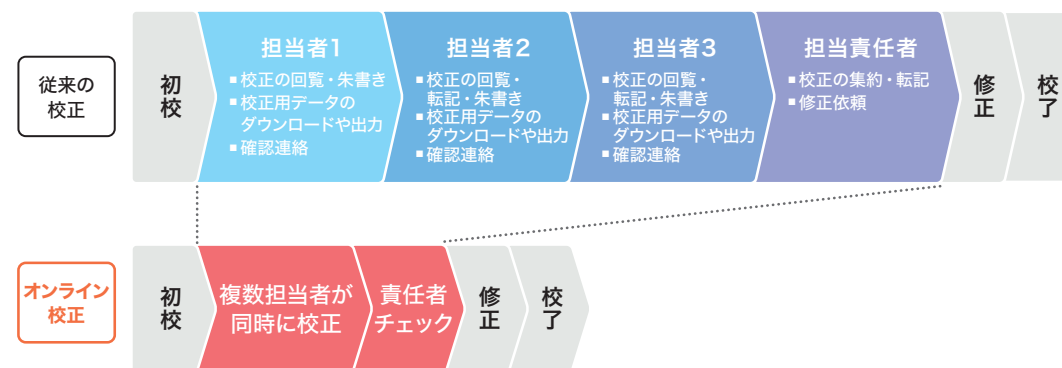 従来の
校正
初校
担当者1
■校正の回覧・朱書き
■校正用データの
ダウンロードや出力
■確認連絡
担当者2
■校正の回覧・
転記・朱書き
■校正用データの
ダウンロードや出力
■確認連絡
担当者3
■校正の回覧・
転記・朱書き
■校正用データの
ダウンロードや出力
■確認連絡
担当責任者
■校正の集約・転記
■修正依頼
修正
校了
オンライン
校正
初校
複数担当者が
同時に校正
責任者
チェック
修正
校了